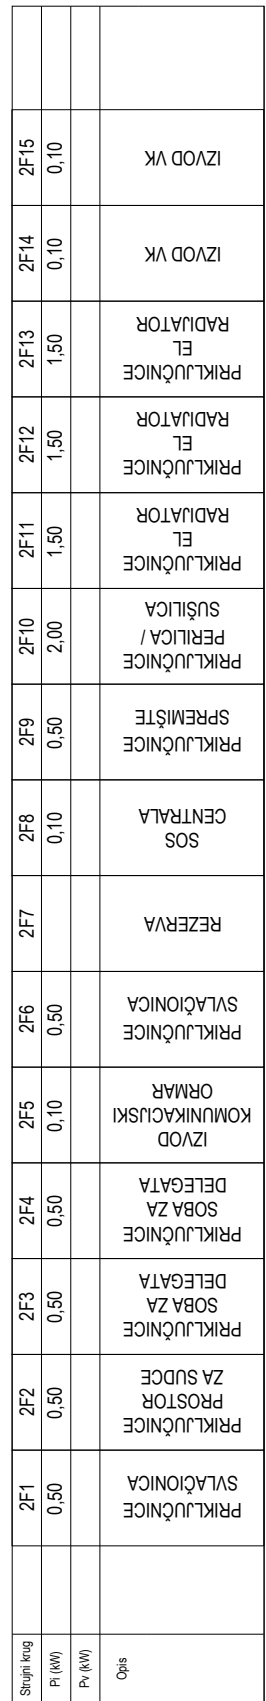 Strujni krug
Pi (kW)
Pv (kW)
Opis
2F1
0,50
PRIKLJUČNICE
SVLAČIONICA
2F2
0,50
PRIKLJUČNICE
PROSTOR
ZA SUDCE
2F3
0,50
PRIKLJUČNICE
SOBA ZA
DELEGATA
2F4
0,50
PRIKLJUČNICE
SOBA ZA
DELEGATA
2F5
0,10
IZVOD
KOMUNIKACIJSKI
ORMAR
2F6
0,50
PRIKLJUČNICE
SVLAČIONICA
2F7
REZERVA
2F8
0,10
SOS
CENTRALA
2F9
0,50
PRIKLJUČNICE
SPREMIŠTE
2F10
2,00
PRIKLJUČNICE
PERILICA /
SUŠILICA
2F11
1,50
PRIKLJUČNICE
EL
RADIJATOR
2F12
1,50
PRIKLJUČNICE
EL
RADIJATOR
2F13
1,50
PRIKLJUČNICE
EL
RADIJATOR
2F14
0,10
IZVOD VK
2F15
0,10
IZVOD VK